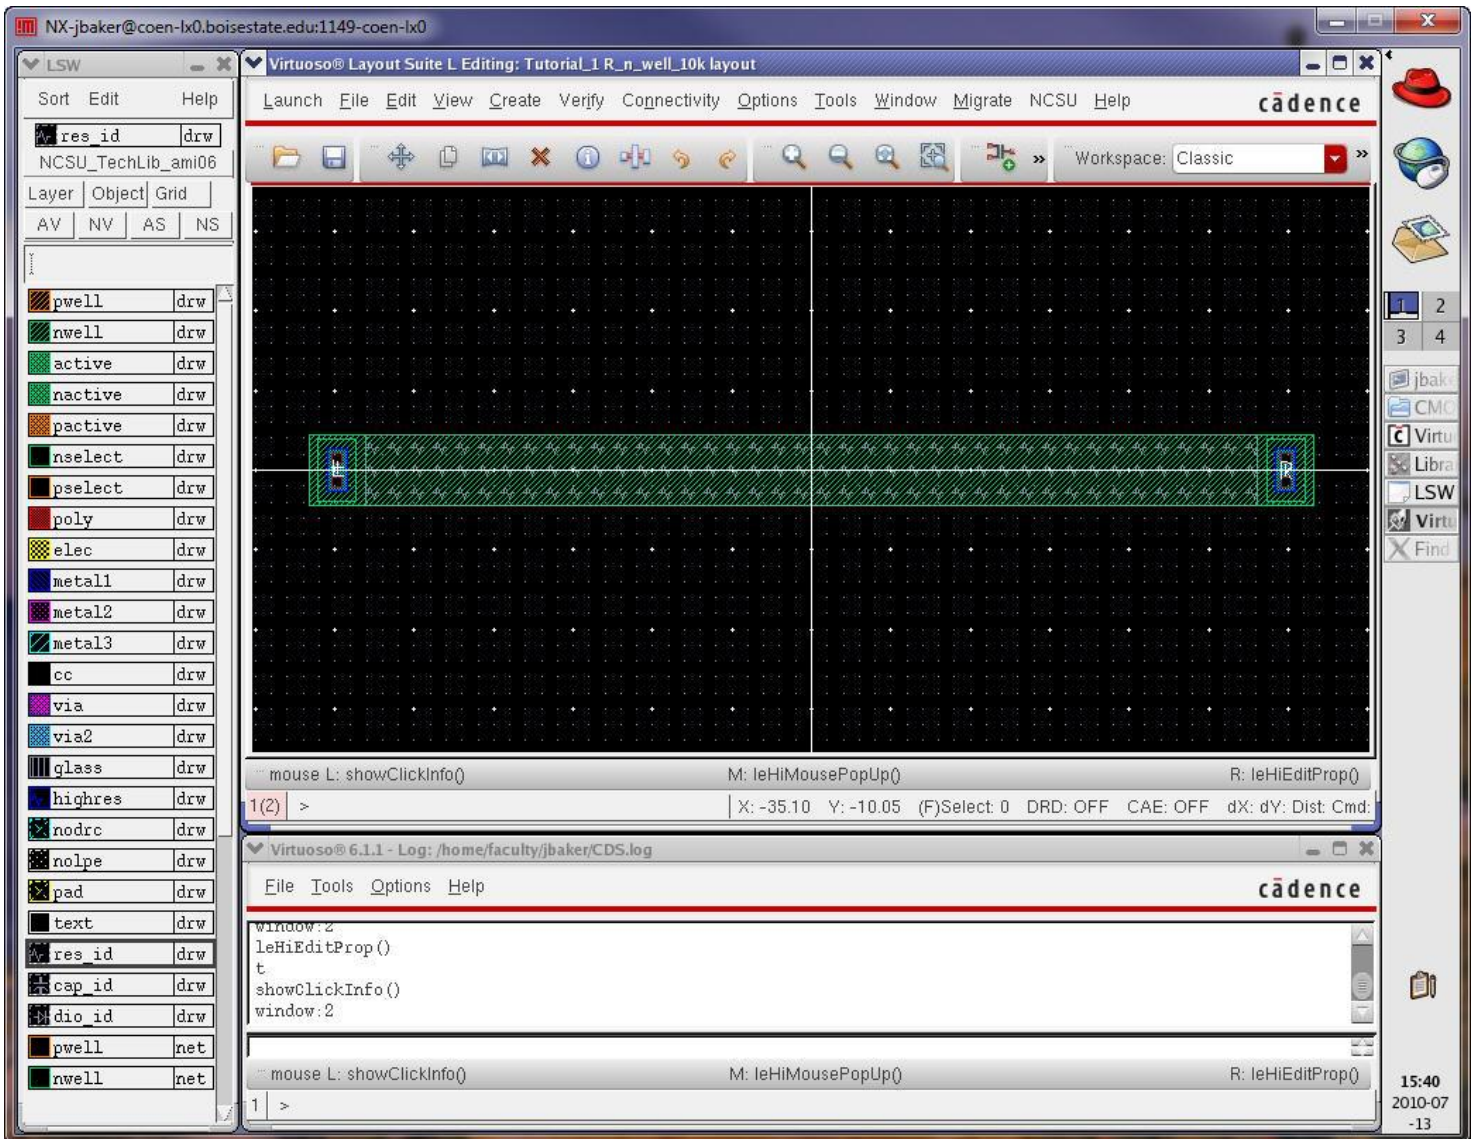 NX-jbaker@coen-lx0.boisestate.edu:1149-coen-lx0
LSW
Sort Edit Help
res_id drw
NCSU_TechLib_ami06
Layer Object Grid
AV NV AS NS
pwell drw
nwell drw
active drw
nactive drw
pactive drw
nselect drw
pselect drw
poly drw
elec drw
metal1 drw
metal2 drw
metal3 drw
cc drw
via drw
via2 drw
glass drw
highres drw
nodrc drw
nolpe drw
pad drw
text drw
res_id drw
cap_id drw
dio_id drw
pwell net
nwell net
Virtuoso® Layout Suite L Editing: Tutorial_1 R_n_well_10k layout
Launch File Edit View Create Verify Connectivity Options Tools Window Migrate NCSU Help
cādence
» Workspace: Classic »
L R
mouse L: showClickInfo() M: leHiMousePopUp() R: leHiEditProp()
1(2) > X: -35.10 Y: -10.05 (F)Select: 0 DRD: OFF CAE: OFF dX: dY: Dist: Cmd:
Virtuoso® 6.1.1 - Log: /home/faculty/jbaker/CDS.log
File Tools Options Help
cādence
window:2
leHiEditProp()
t
showClickInfo()
window:2
mouse L: showClickInfo() M: leHiMousePopUp() R: leHiEditProp()
1 >
1 2
3 4
jbake
CMO
Virtu
Libra
LSW
Virtu
Find
15:40
2010-07
-13